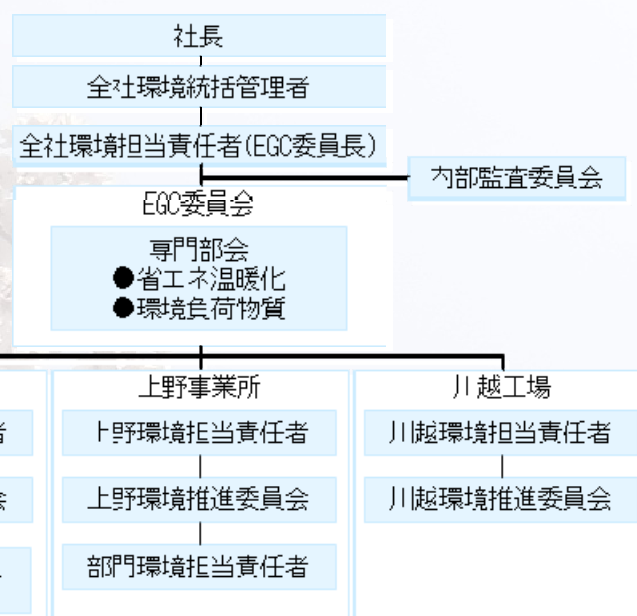 社長
全社環境統括管理者
全社環境担当責任者(EGC委員長)
内部監査委員会
EGC委員会
専門部会
●省エネ温暖化
●環境負荷物質
上野事業所
川越工場
者
上野環境担当責任者
川越環境担当責任者
会
上野環境推進委員会
川越環境推進委員会
部門環境担当責任者